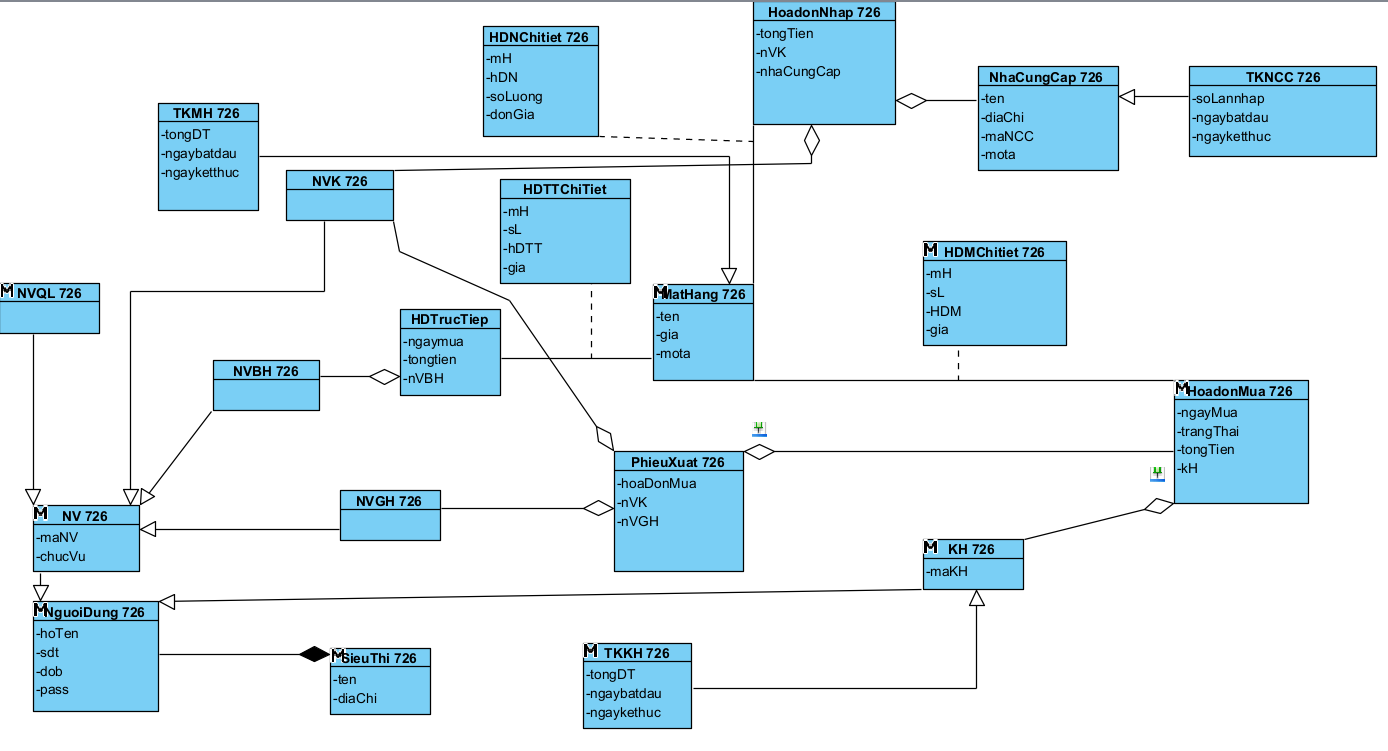 HoadonNhap 726
-tongTien
-nVK
-nhaCungCap
HDNChitiet 726
-mH
-hDN
-soLuong
-donGia
NhaCungCap 726
-ten
-diaChi
-maNCC
-mota
TKNCC 726
-soLannhap
-ngaybatdau
-ngayketthuc
TKMH 726
-tongDT
-ngaybatdau
-ngayketthuc
NVK 726
HDTTChiTiet
-mH
-sL
-hDTT
-gia
M HDMChitiet 726
-mH
-sL
-HDM
-gia
M NVQL 726
M MatHang 726
-ten
-gia
-mota
HDTrucTiep
-ngaymua
-tongtien
-nVBH
NVBH 726
M HoadonMua 726
-ngayMua
-trangThai
-tongTien
-kH
PhieuXuat 726
-hoaDonMua
-nVK
-nVGH
NVGH 726
M NV 726
-maNV
-chucVu
M KH 726
-maKH
M NguoiDung 726
-hoTen
-sdt
-dob
-pass
M SieuThi 726
-ten
-diaChi
M TKKH 726
-tongDT
-ngaybatdau
-ngaykethuc